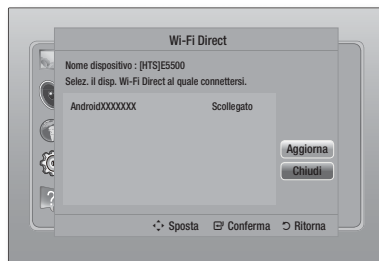 Wi-Fi Direct
Nome dispositivo : [HTS]E5500
Selez. il disp. Wi-Fi Direct al quale connettersi.
AndroidXXXXXXX Scollegato
Aggiorna
Chiudi
Sposta Conferma Ritorna